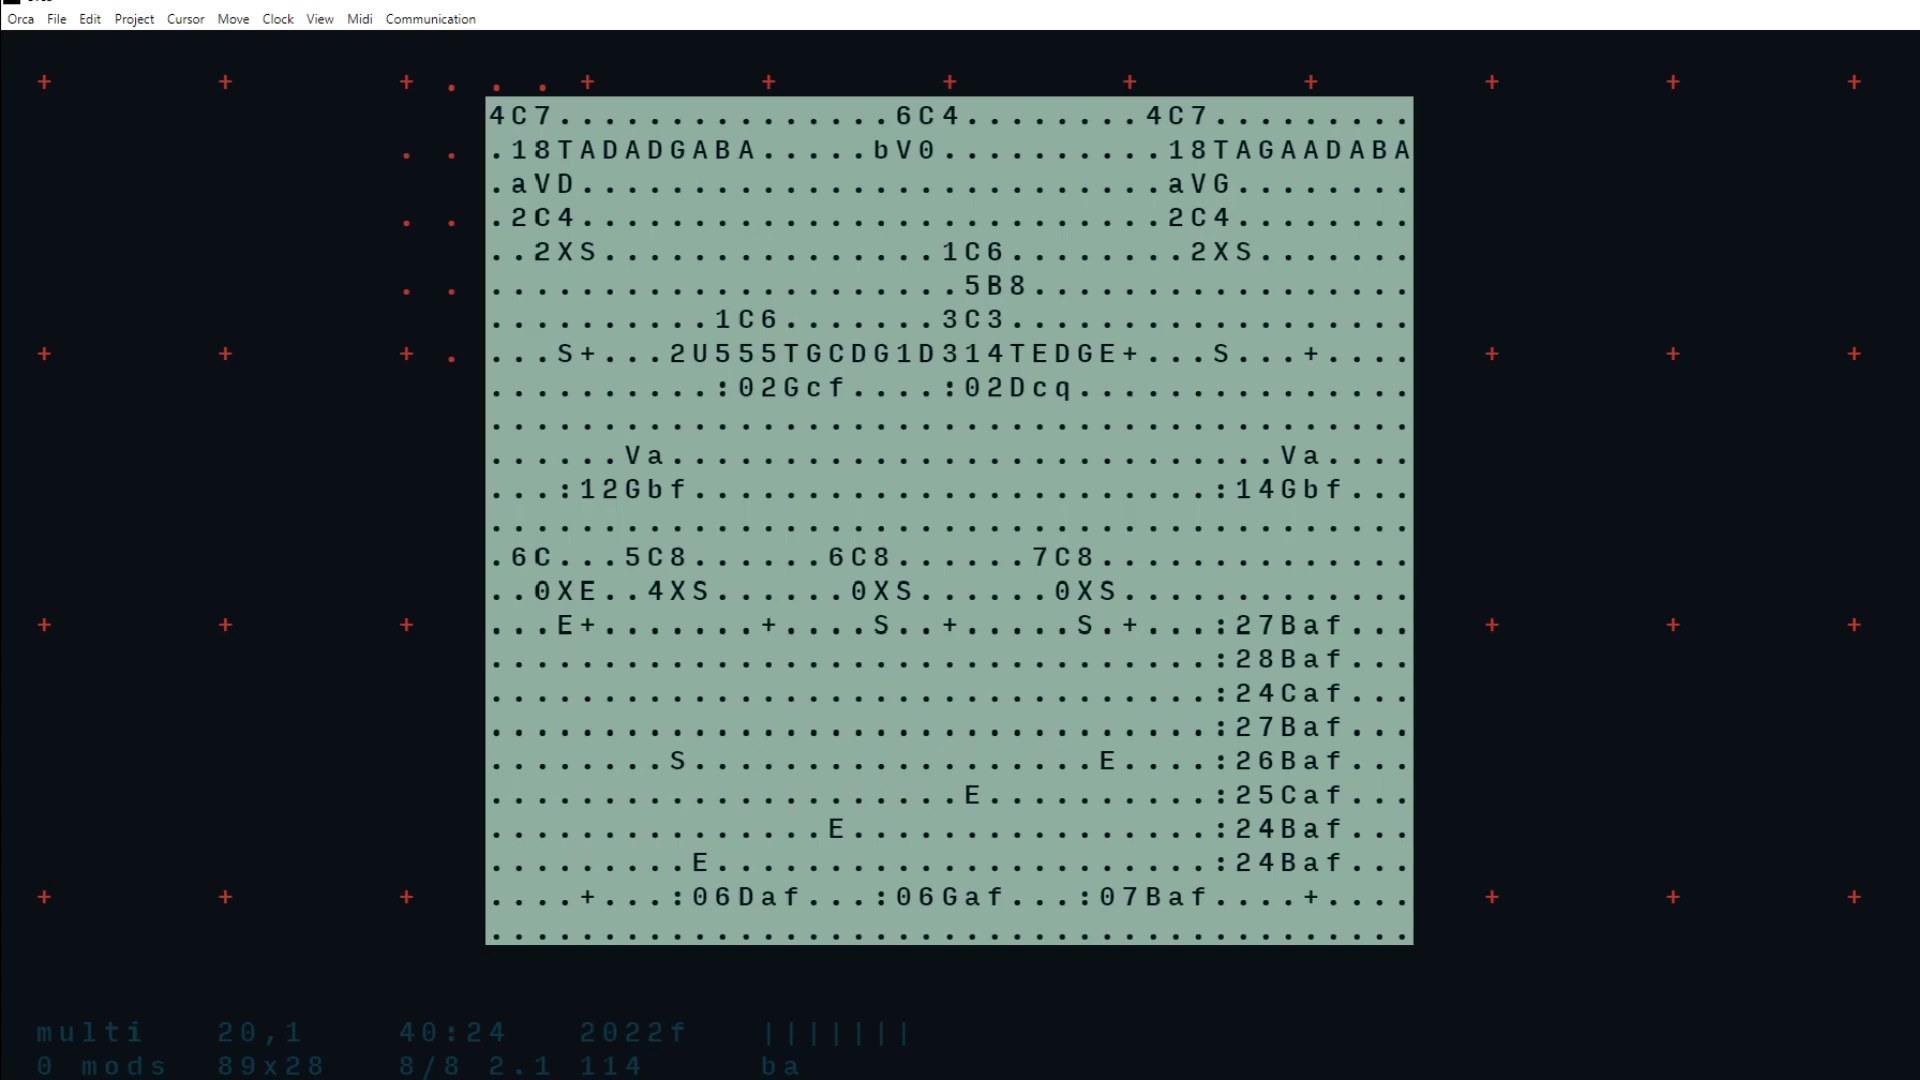 Orca File Edit Project Cursor Move Clock View Midi Communication
4C7...............6C4........4C7.........
.18TADADGABA.....bV0..........18TAGAADABA
.aVD..........................aVG........
.2C4..........................2C4........
..2XS...............1C6........2XS.......
.....................5B8.................
..........1C6.......3C3..................
...S+...2U555TGCDG1D314TEDGE+...S...+....
..........:02Gcf....:02Dcq...............
.........................................
......Va...........................Va....
...:12Gbf.......................:14Gbf...
.........................................
.6C...5C8......6C8......7C8..............
..0XE..4XS......0XS......0XS.............
...E+.......+....S..+.....S.+...:27Baf...
................................:28Baf...
................................:24Caf...
................................:27Baf...
........S..................E....:26Baf...
.....................E..........:25Caf...
...............E................:24Baf...
.........E......................:24Baf...
....+...:06Daf...:06Gaf...:07Baf....+....
.........................................
multi 20,1 40:24 2022f |||||||
0 mods 89x28 8/8 2.1 114 ba